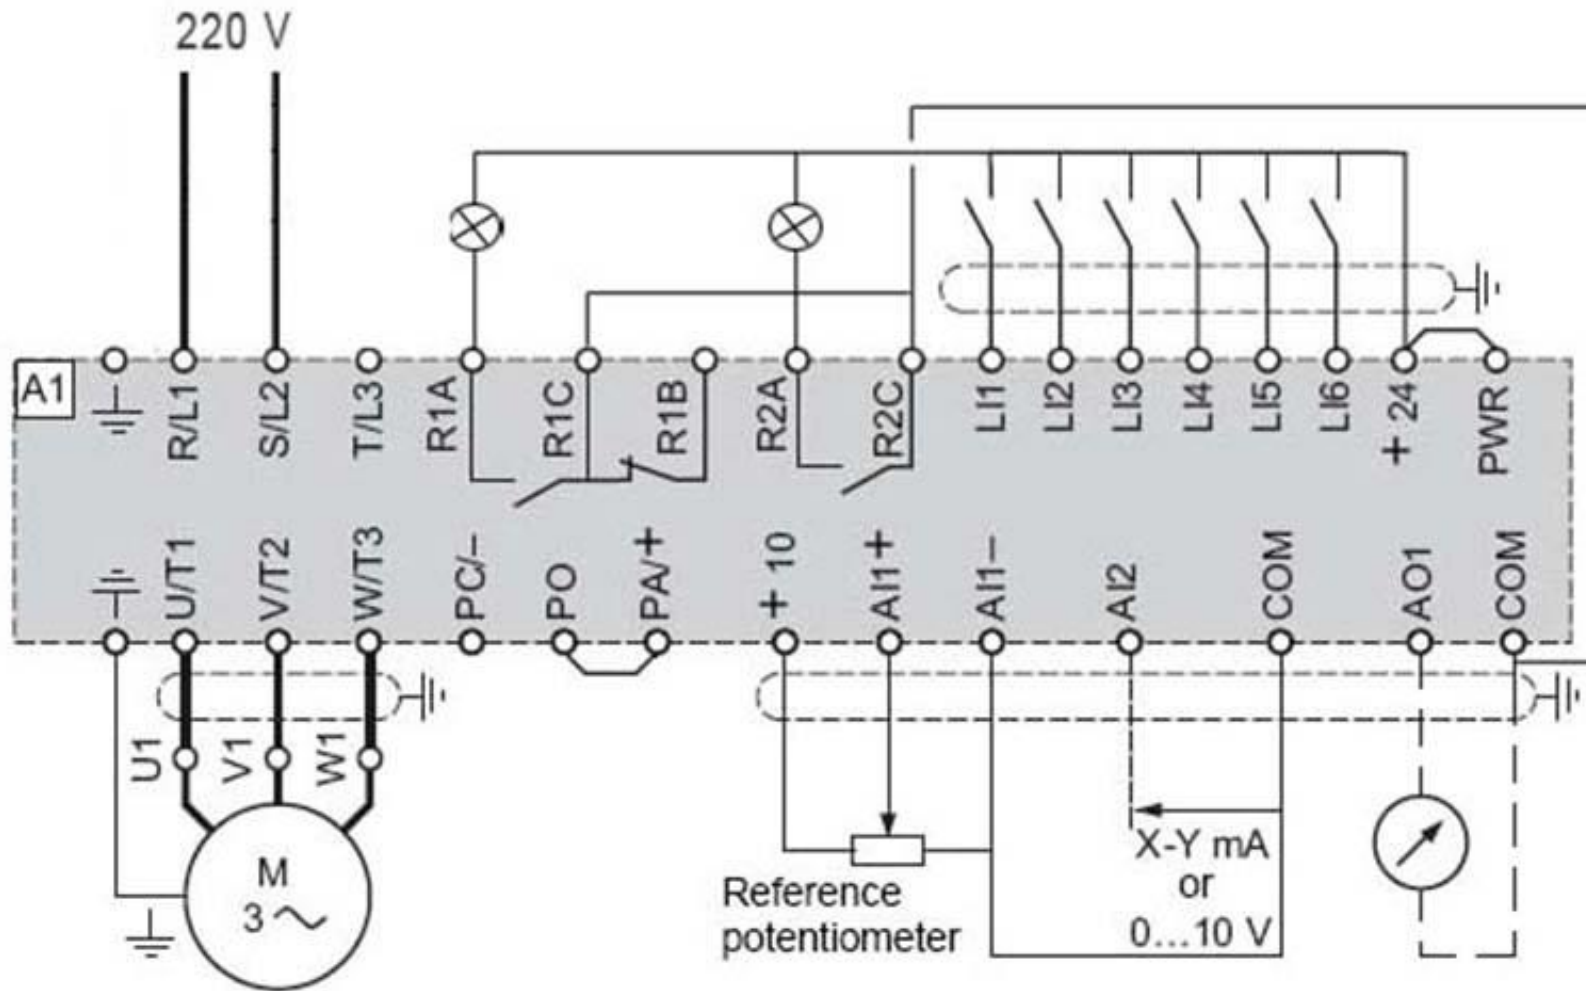 220 V
A1
R/L1
S/L2
T/L3
R1A
R1C
R1B
R2A
R2C
LI1
LI2
LI3
LI4
LI5
LI6
+ 24
PWR
U/T1
V/T2
W/T3
PC/–
PO
PA/+
+ 10
AI1+
AI1–
AI2
COM
AO1
COM
U1
V1
W1
M
3 ~
Reference
potentiometer
X-Y mA
or
0...10 V